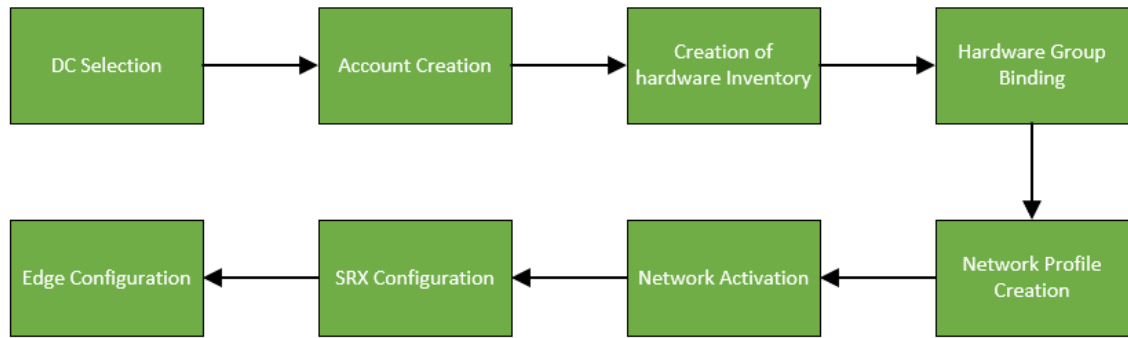 DC Selection
Account Creation
Creation of
hardware Inventory
Hardware Group
Binding
Network Profile
Creation
Network Activation
SRX Configuration
Edge Configuration